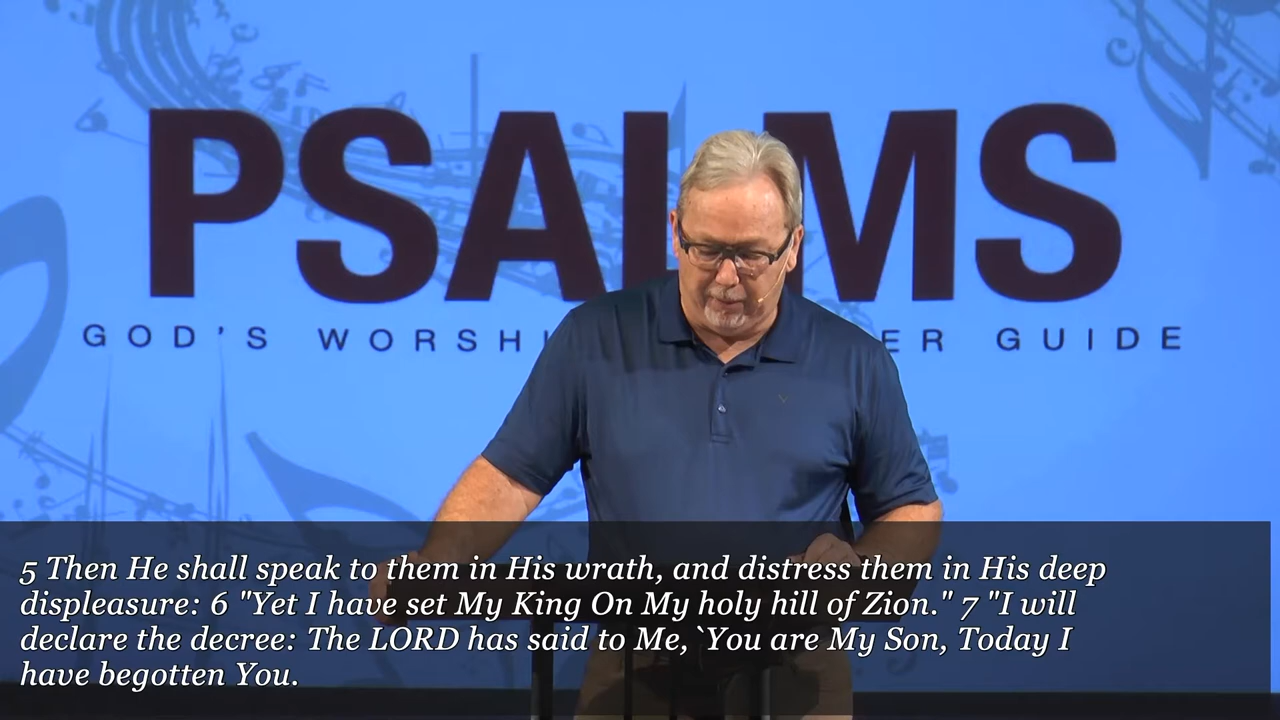 PSALMS
GOD'S WORSHI ER GUIDE
5 Then He shall speak to them in His wrath, and distress them in His deep
displeasure: 6 "Yet I have set My King On My holy hill of Zion." 7 "I will
declare the decree: The LORD has said to Me, `You are My Son, Today I
have begotten You.